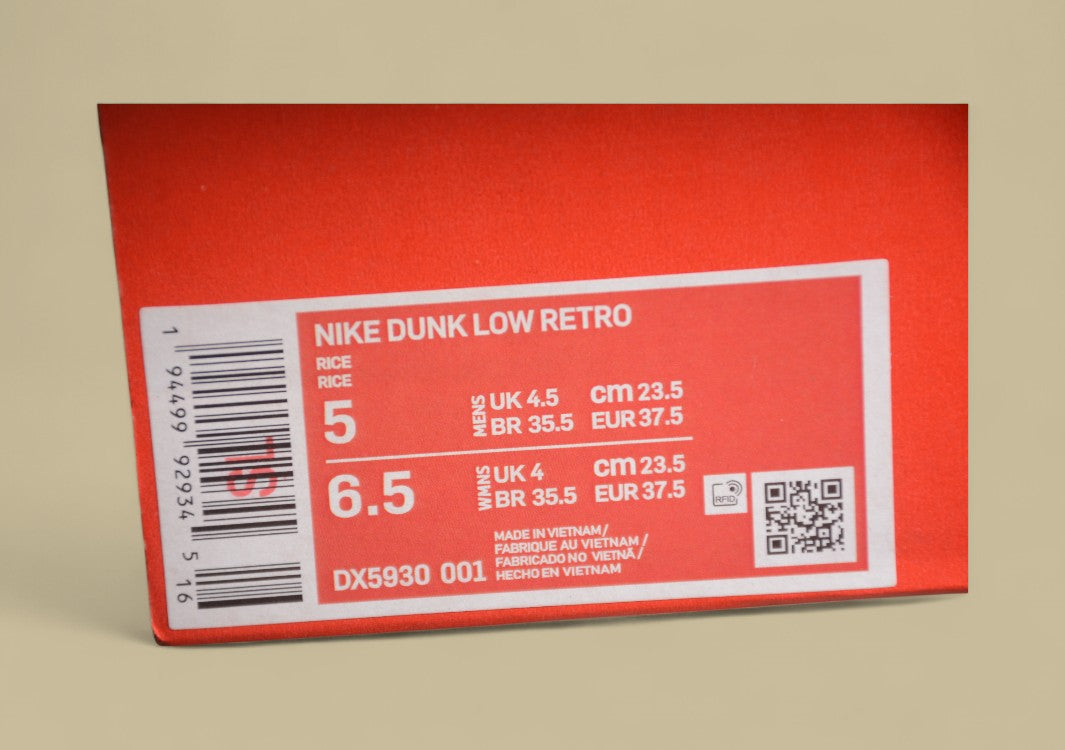 NIKE DUNK LOW RETRO
RICE
RICE
5
MENS
UK 4.5 cm 23.5
BR 35.5 EUR 37.5
6.5
WMNS
UK 4 cm 23.5
BR 35.5 EUR 37.5
RFID
MADE IN VIETNAM/
FABRIQUE AU VIETNAM /
FABRICADO NO VIETNÃ /
HECHO EN VIETNAM
DX5930 001
1 94499 92934 5 16